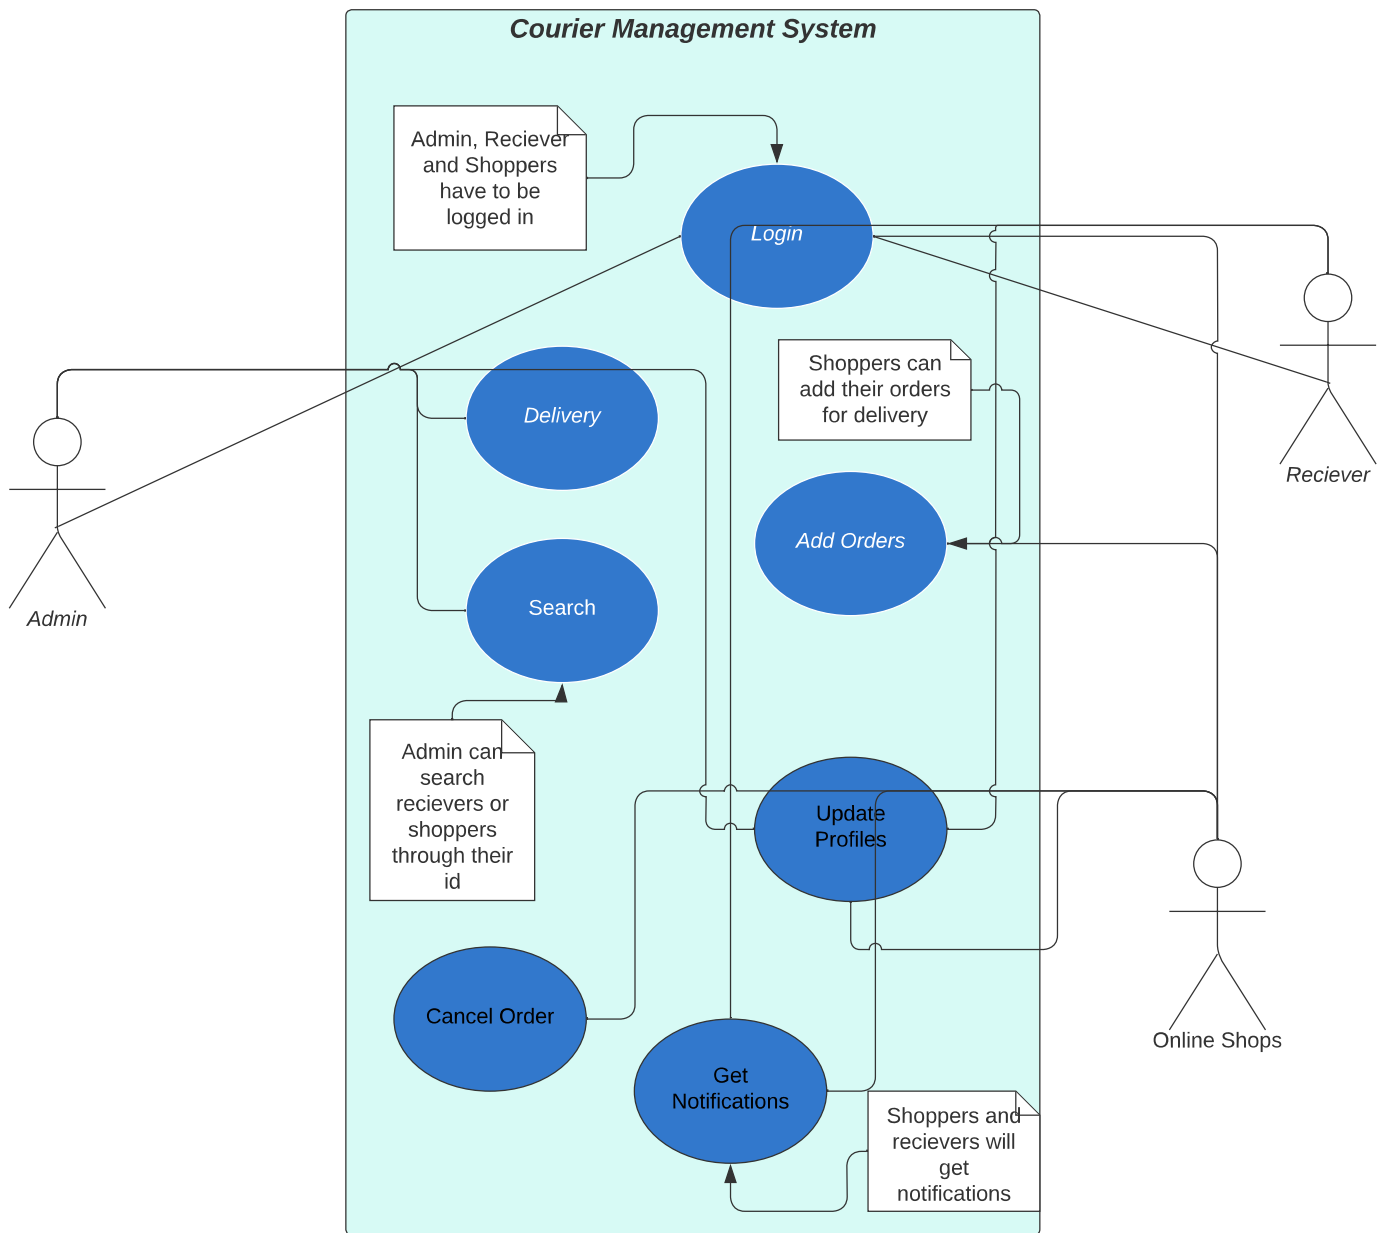 Courier Management System
Admin, Reciever
and Shoppers
have to be
logged in
Login
Shoppers can
add their orders
for delivery
Delivery
Reciever
Add Orders
Search
Admin
Admin can
search
recievers or
shoppers
through their
id
Update
Profiles
Cancel Order
Online Shops
Get
Notifications
Shoppers and
recievers will
get
notifications